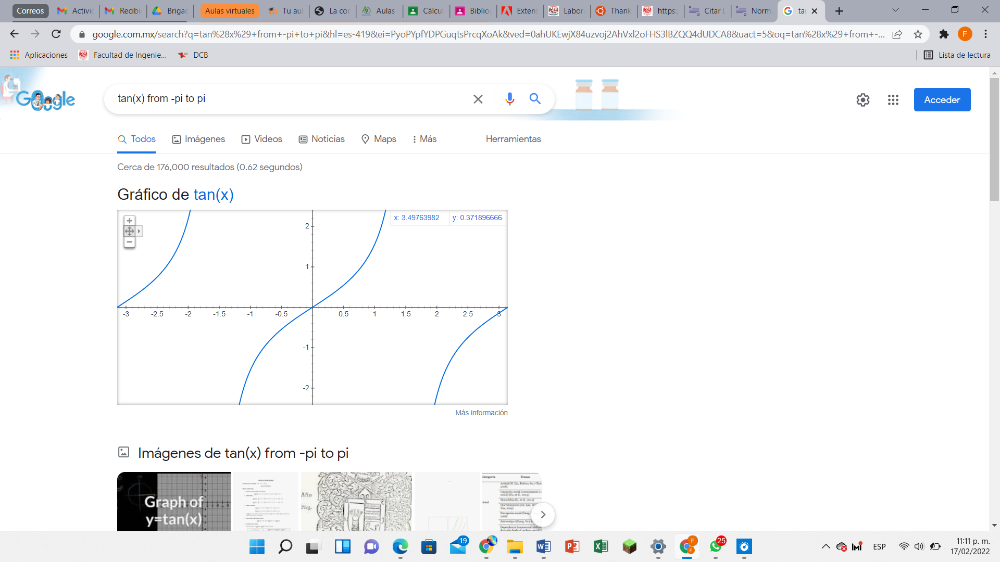 Correos
Activid
Recibi
Brigac
Aulas virtuales
Tu aul
La cor
Aulas
Cálcul
Biblio
Extens
Labor
Thank
https:
Citar
Norm
tar
google.com.mx/search?q=tan%28x%29+from+-pi+to+pi&hl=es-419&ei=PyoPYpfYDPGuqtsPrcqXoAk&ved=0ahUKEwjX84uzvoj2AhVxl2oFHS3lBZQQ4dUDCA8&uact=5&oq=tan%28x%29+from+-...
F
Aplicaciones
Facultad de Ingenie...
DCB
Lista de lectura
Google
tan(x) from -pi to pi
Acceder
Todos
Imágenes
Videos
Noticias
Maps
Más
Herramientas
Cerca de 176,000 resultados (0.62 segundos)
Gráfico de tan(x)
x: 3.49763982
y: 0.371896666
2
1
-3 -2.5 -2 -1.5 -1 -0.5 0.5 1 1.5 2 2.5 3
-1
-2
Más información
Imágenes de tan(x) from -pi to pi
Graph of
y=tan(x)
Año
Categoría Temas
19
25
ESP
11:11 p. m.
17/02/2022